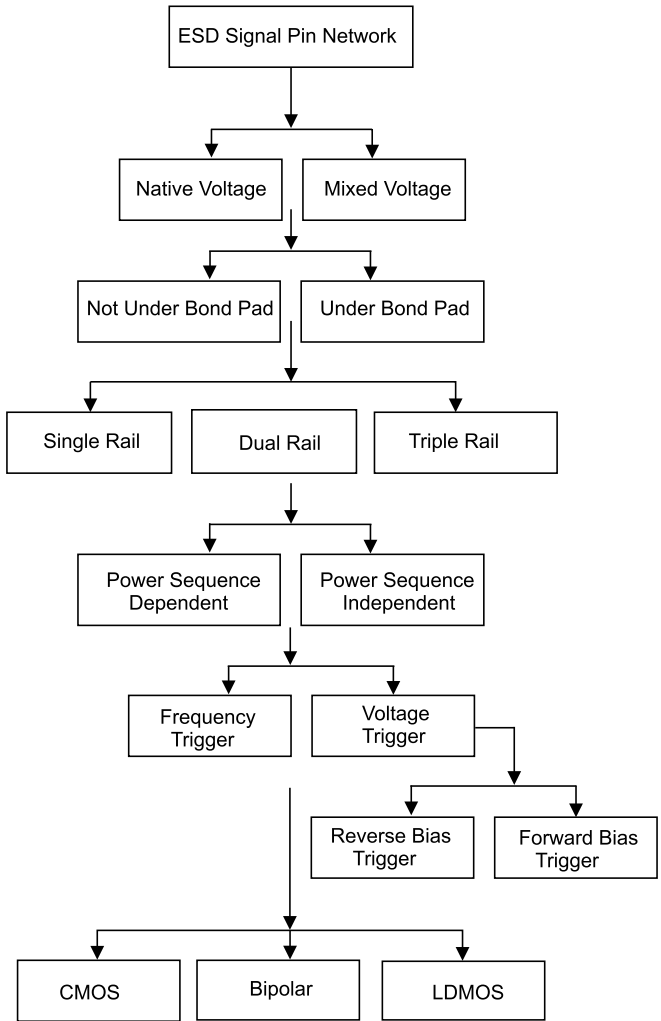 ESD Signal Pin Network
Native Voltage
Mixed Voltage
Not Under Bond Pad
Under Bond Pad
Single Rail
Dual Rail
Triple Rail
Power Sequence
Dependent
Power Sequence
Independent
Frequency
Trigger
Voltage
Trigger
Reverse Bias
Trigger
Forward Bias
Trigger
CMOS
Bipolar
LDMOS